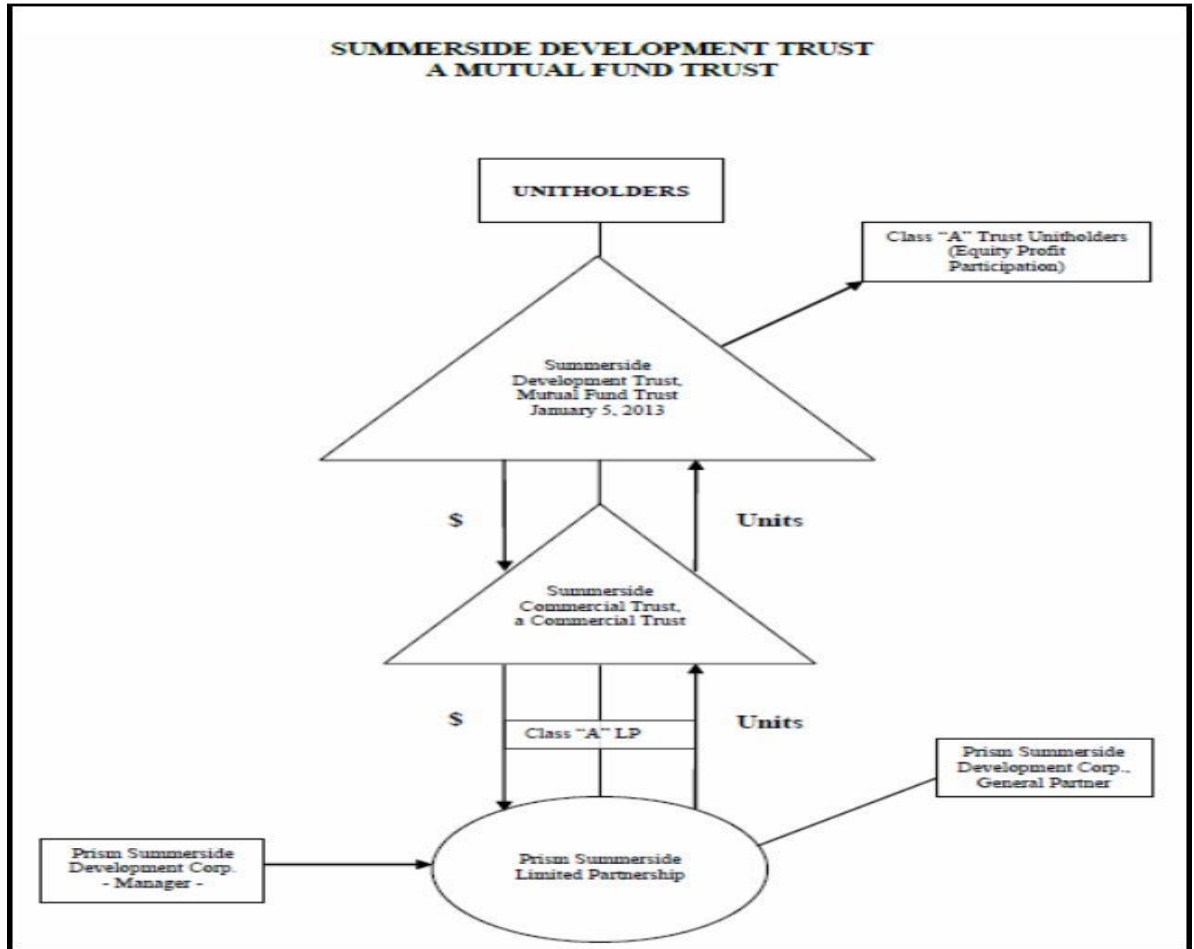 SUMMERSIDE DEVELOPMENT TRUST
A MUTUAL FUND TRUST
UNITHOLDERS
Class “A” Trust Unitholders
(Equity Profit
Participation)
Summerside
Development Trust,
Mutual Fund Trust
January 5, 2013
$
Units
Summerside
Commercial Trust,
a Commercial Trust
$
Units
Class “A” LP
Prism Summerside
Development Corp.,
General Partner
Prism Summerside
Development Corp.
- Manager -
Prism Summerside
Limited Partnership